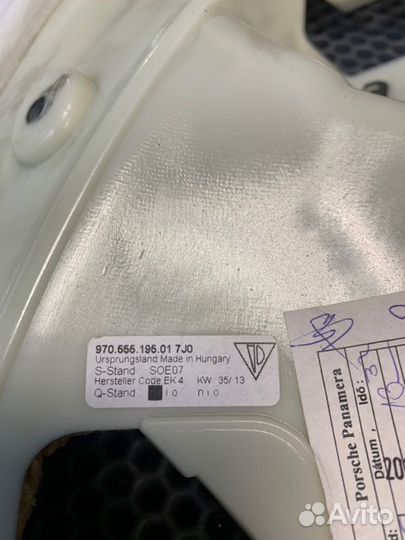 970.555.195.01 7J0
Ursprungsland Made in Hungary
S-Stand SOE07
Hersteller Code EK 4 KW 35/ 13
Q-Stand i o n i o
Porsche Panamera
Dátum ,
Idő :
Avito